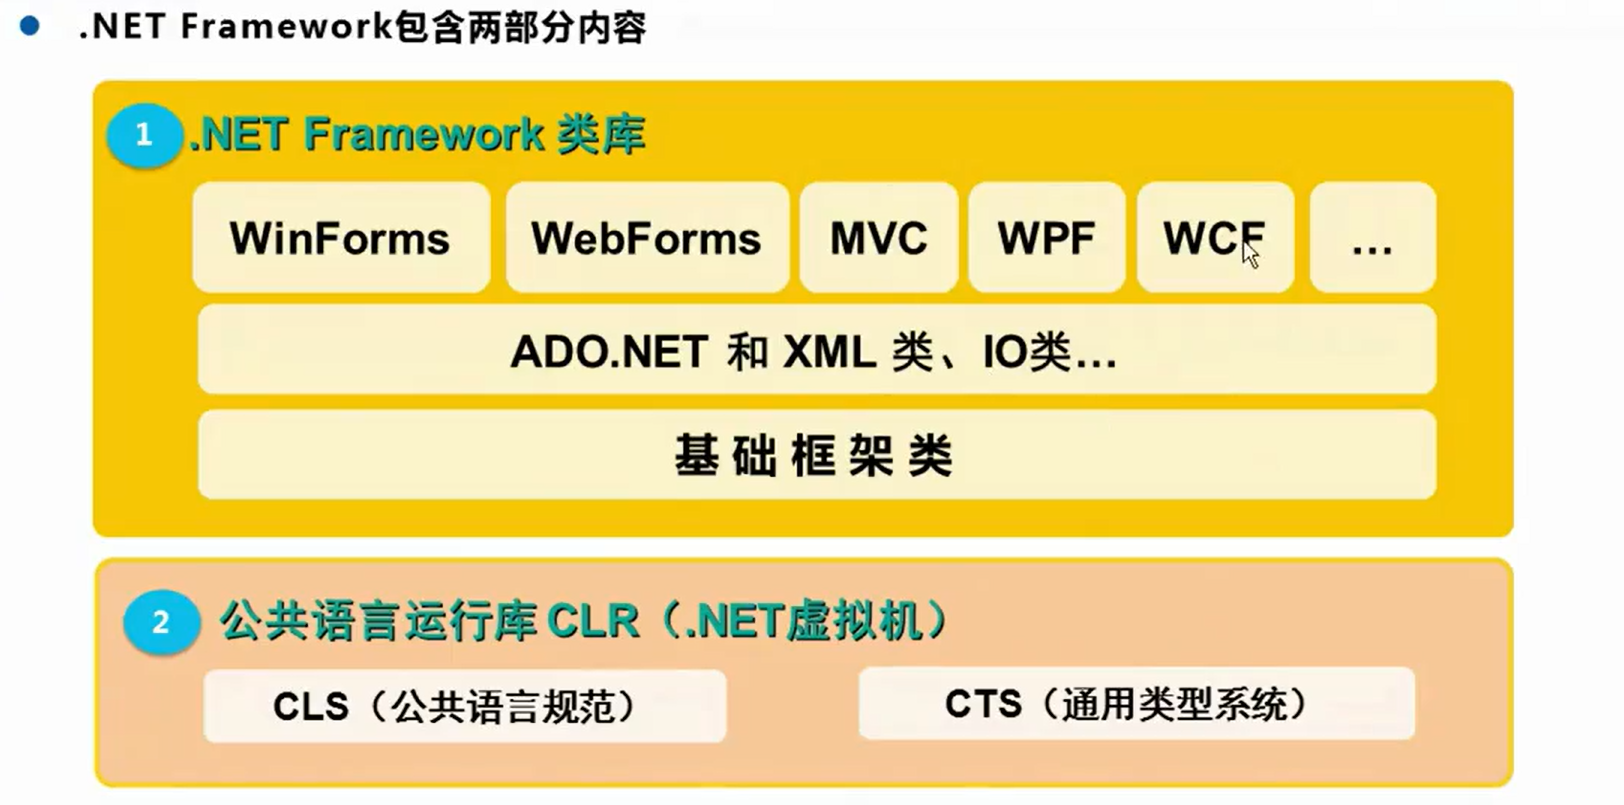 .NET Framework包含两部分内容
1 .NET Framework 类库
WinForms WebForms MVC WPF WCF ...
ADO.NET 和 XML 类、IO类...
基础框架类
2 公共语言运行库 CLR（.NET虚拟机）
CLS（公共语言规范） CTS（通用类型系统）